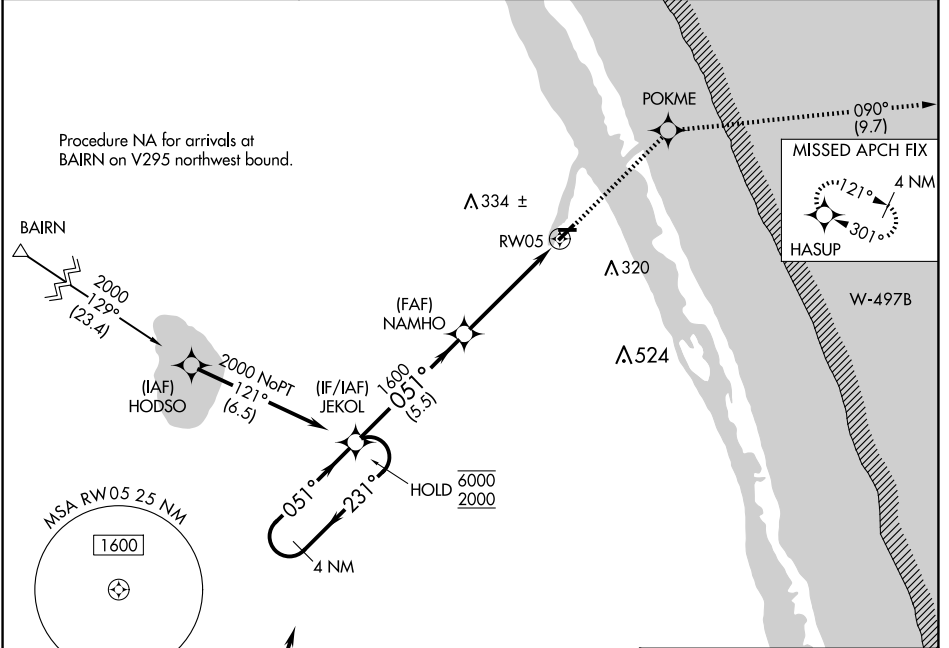 POKME
090°
(9.7)
Procedure NA for arrivals at
BAIRN on V295 northwest bound.
MISSED APCH FIX
4 NM
121°
301°
HASUP
334 ±
BAIRN
RW05
2000
129°
(23.4)
320
W-497B
(FAF)
NAMHO
524
2000 NoPT
121°
(6.5)
(IAF)
HODSO
(IF/IAF)
JEKOL
1600
051°
(5.5)
HOLD 6000
2000
051°
231°
4 NM
MSA RW05 25 NM
1600